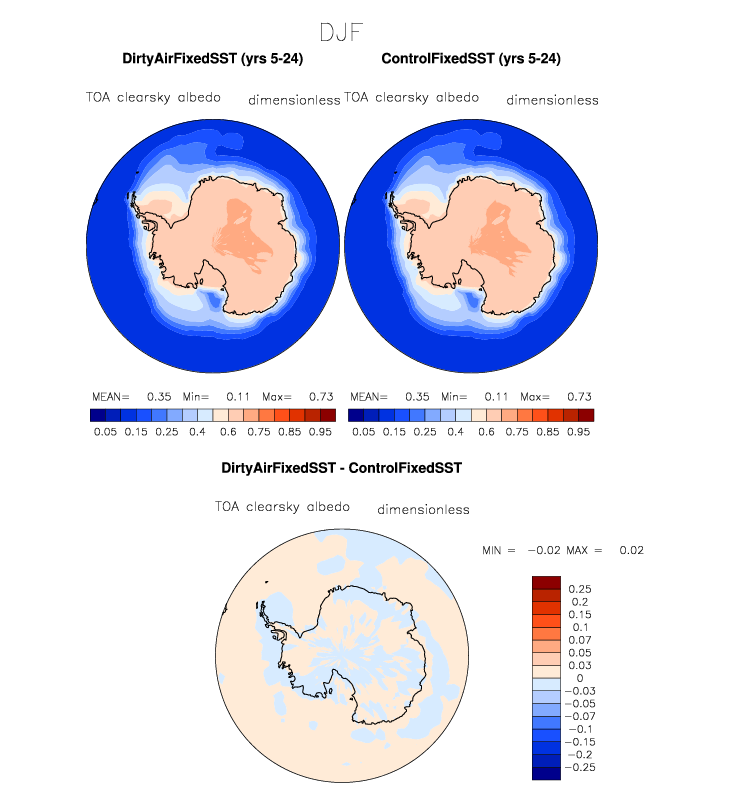 DJF
DirtyAirFixedSST (yrs 5-24) ControlFixedSST (yrs 5-24)
TOA clearsky albedo dimensionless TOA clearsky albedo dimensionless
MEAN= 0.35 Min= 0.11 Max= 0.73 MEAN= 0.35 Min= 0.11 Max= 0.73
0.05 0.15 0.25 0.4 0.6 0.75 0.85 0.95 0.05 0.15 0.25 0.4 0.6 0.75 0.85 0.95
DirtyAirFixedSST - ControlFixedSST
TOA clearsky albedo dimensionless
MIN = -0.02 MAX = 0.02
0.25
0.2
0.15
0.1
0.07
0.05
0.03
0
-0.03
-0.05
-0.07
-0.1
-0.15
-0.2
-0.25